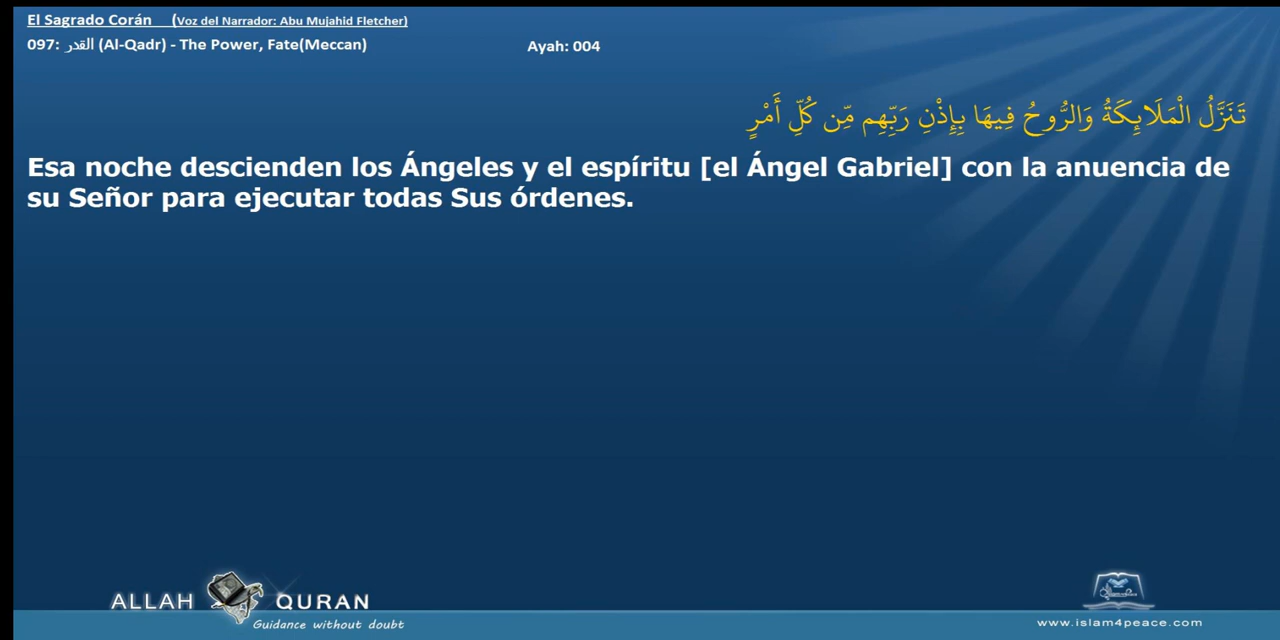 El Sagrado Corán (Voz del Narrador: Abu Mujahid Fletcher)
097: القدر (Al-Qadr) - The Power, Fate(Meccan) Ayah: 004
تَنَزَّلُ الْمَلَائِكَةُ وَالرُّوحُ فِيهَا بِإِذْنِ رَبِّهِم مِّن كُلِّ أَمْرٍ
Esa noche descienden los Ángeles y el espíritu [el Ángel Gabriel] con la anuencia de
su Señor para ejecutar todas Sus órdenes.
ALLAH QURAN
Guidance without doubt
www.islam4peace.com